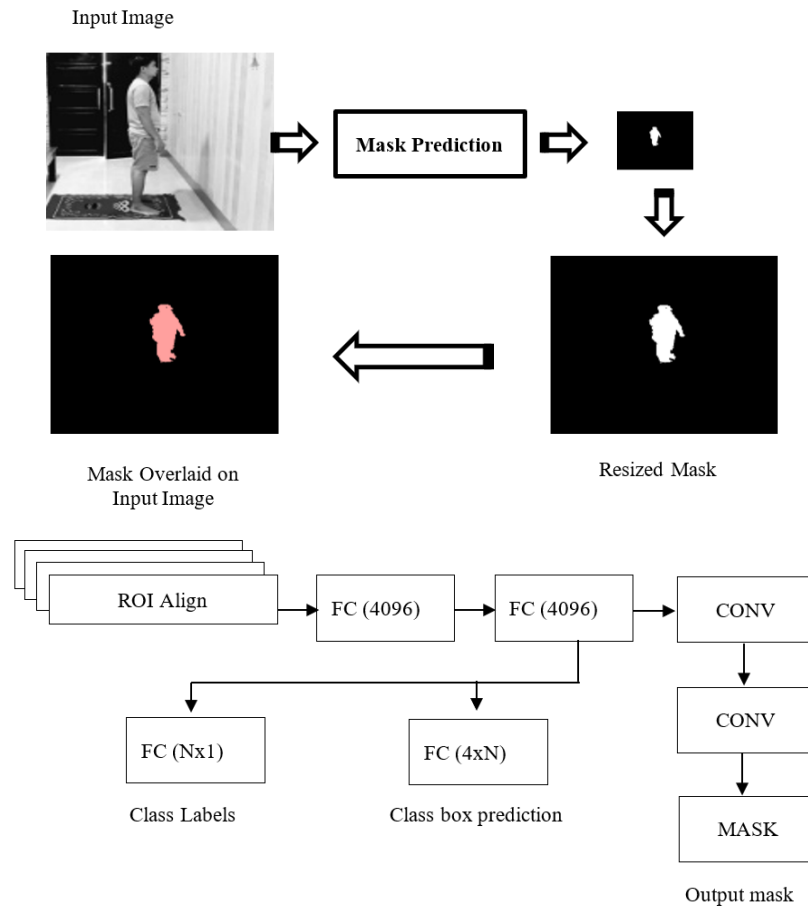 Input Image
Mask Prediction
Mask Overlaid on
Input Image
Resized Mask
ROI Align
FC (4096)
FC (4096)
CONV
FC (Nx1)
FC (4xN)
CONV
Class Labels
Class box prediction
MASK
Output mask